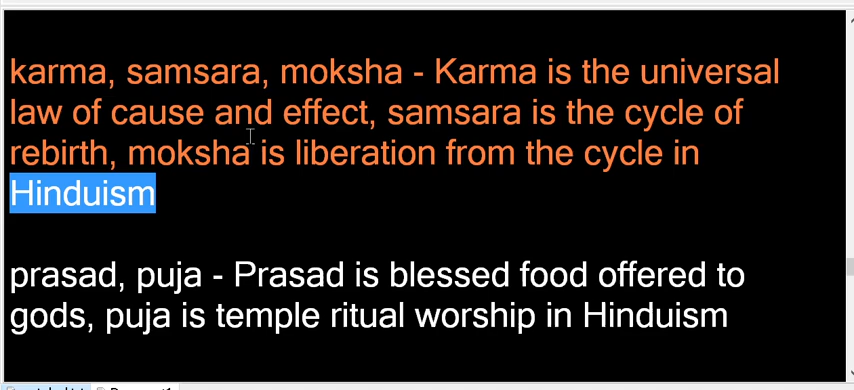 karma, samsara, moksha - Karma is the universal
law of cause and effect, samsara is the cycle of
rebirth, moksha is liberation from the cycle in
Hinduism
prasad, puja - Prasad is blessed food offered to
gods, puja is temple ritual worship in Hinduism